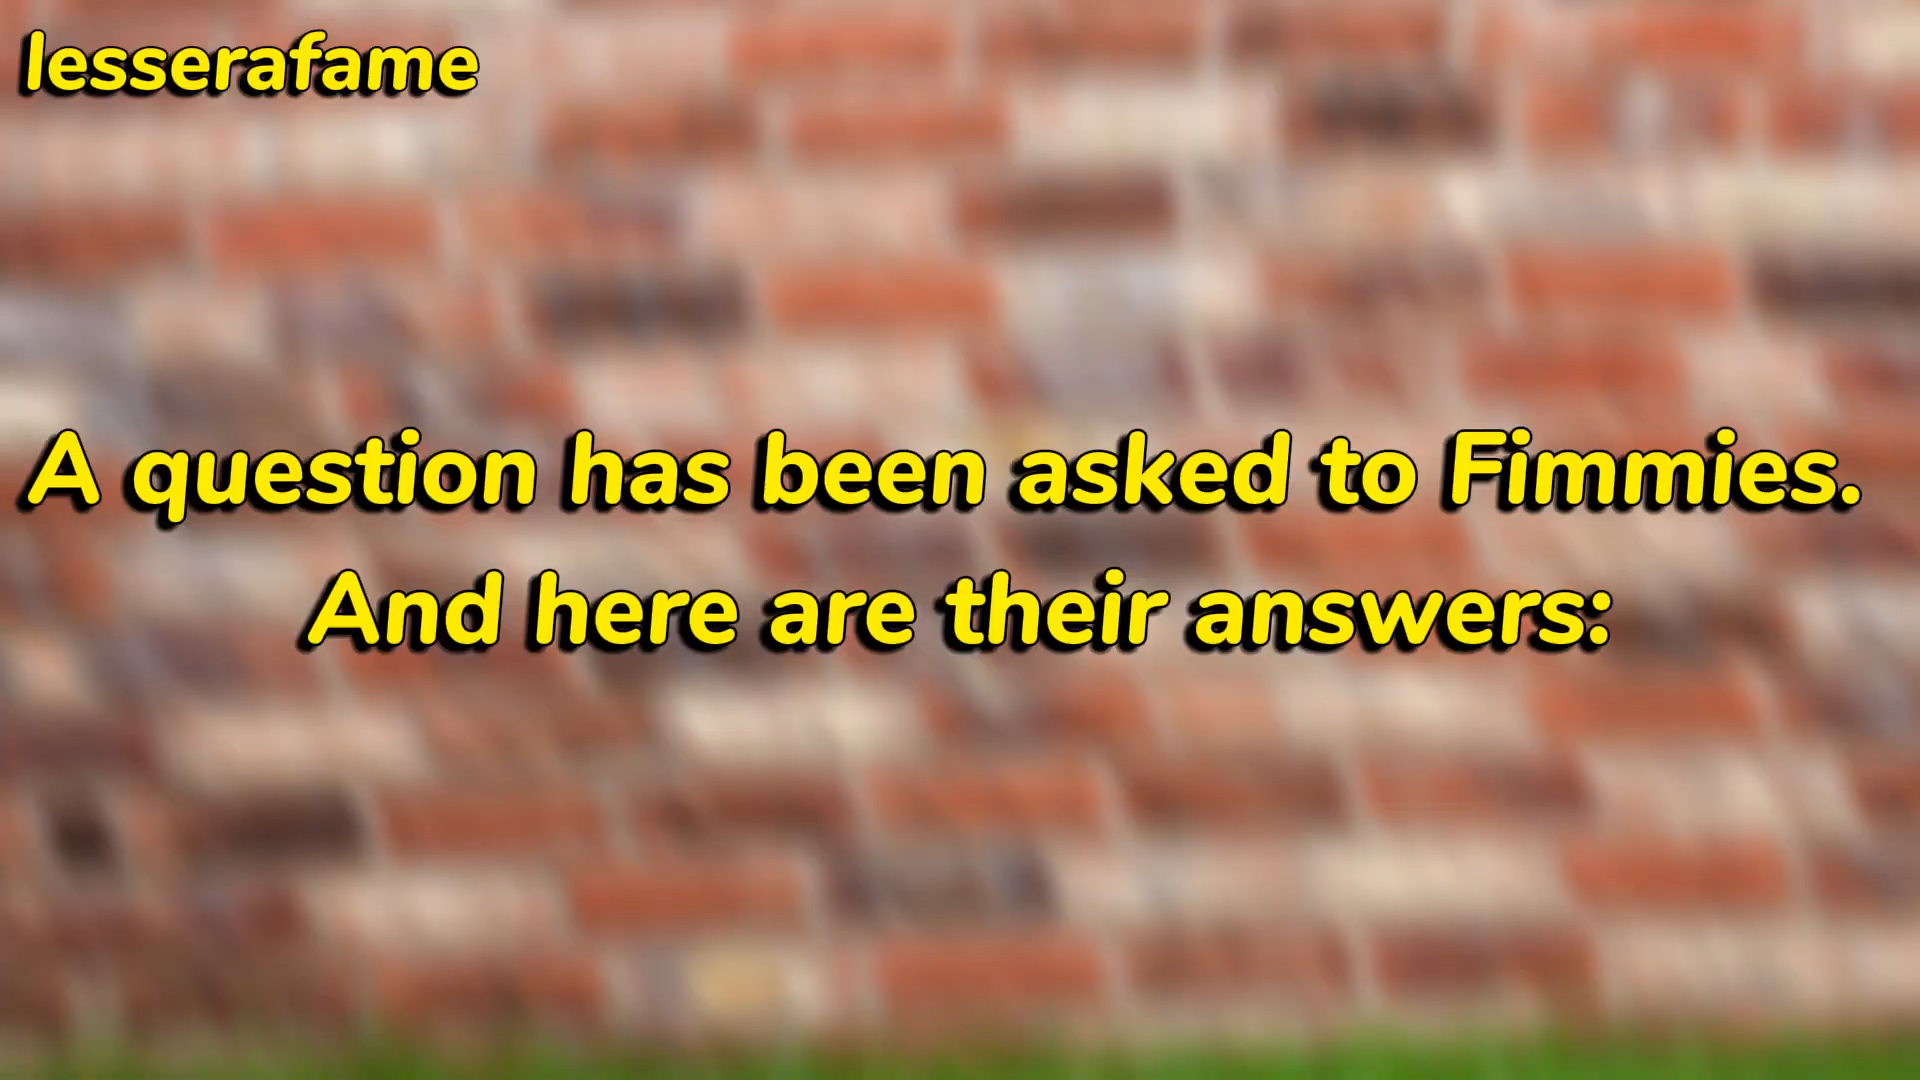 lesserafame
A question has been asked to Fimmies.
And here are their answers: